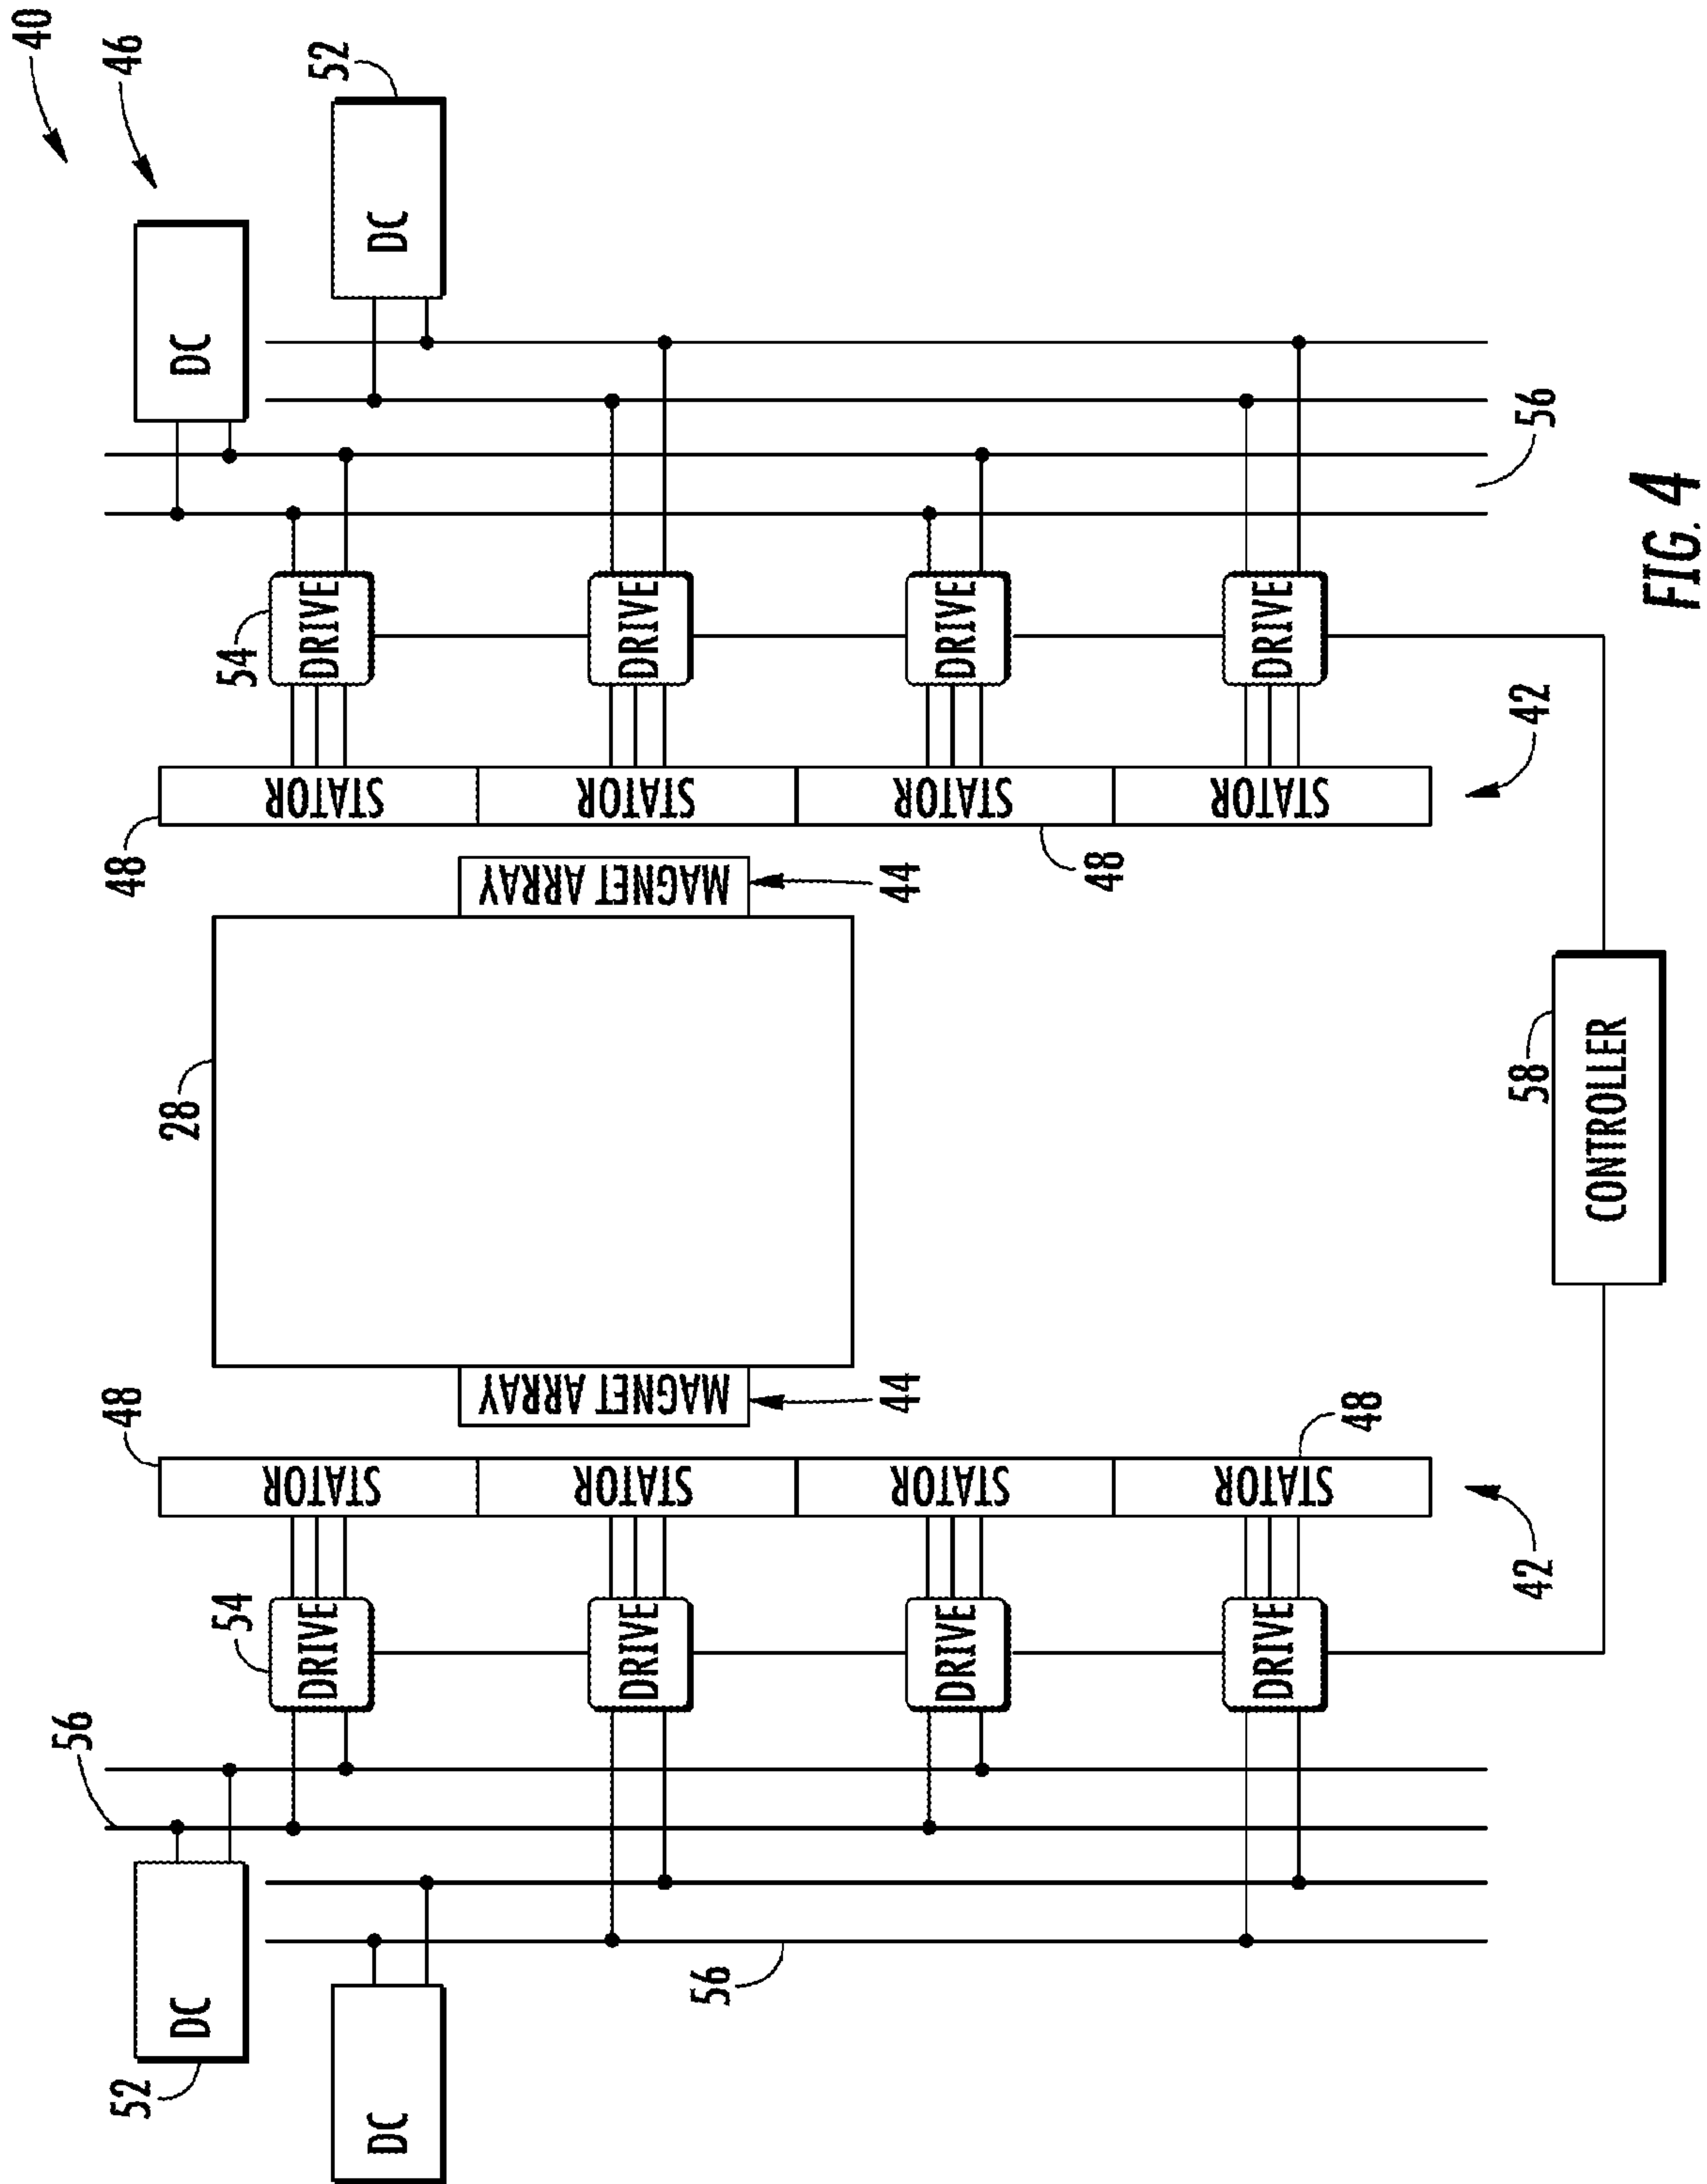 40
46
DC
DC
52
56
DRIVE
54
DRIVE
DRIVE
DRIVE
48
STATOR
STATOR
STATOR
STATOR
48
42
MAGNET ARRAY
44
28
58
CONTROLLER
MAGNET ARRAY
44
48
STATOR
STATOR
STATOR
STATOR
48
42
54
DRIVE
DRIVE
DRIVE
DRIVE
56
56
DC
52
DC
FIG. 4